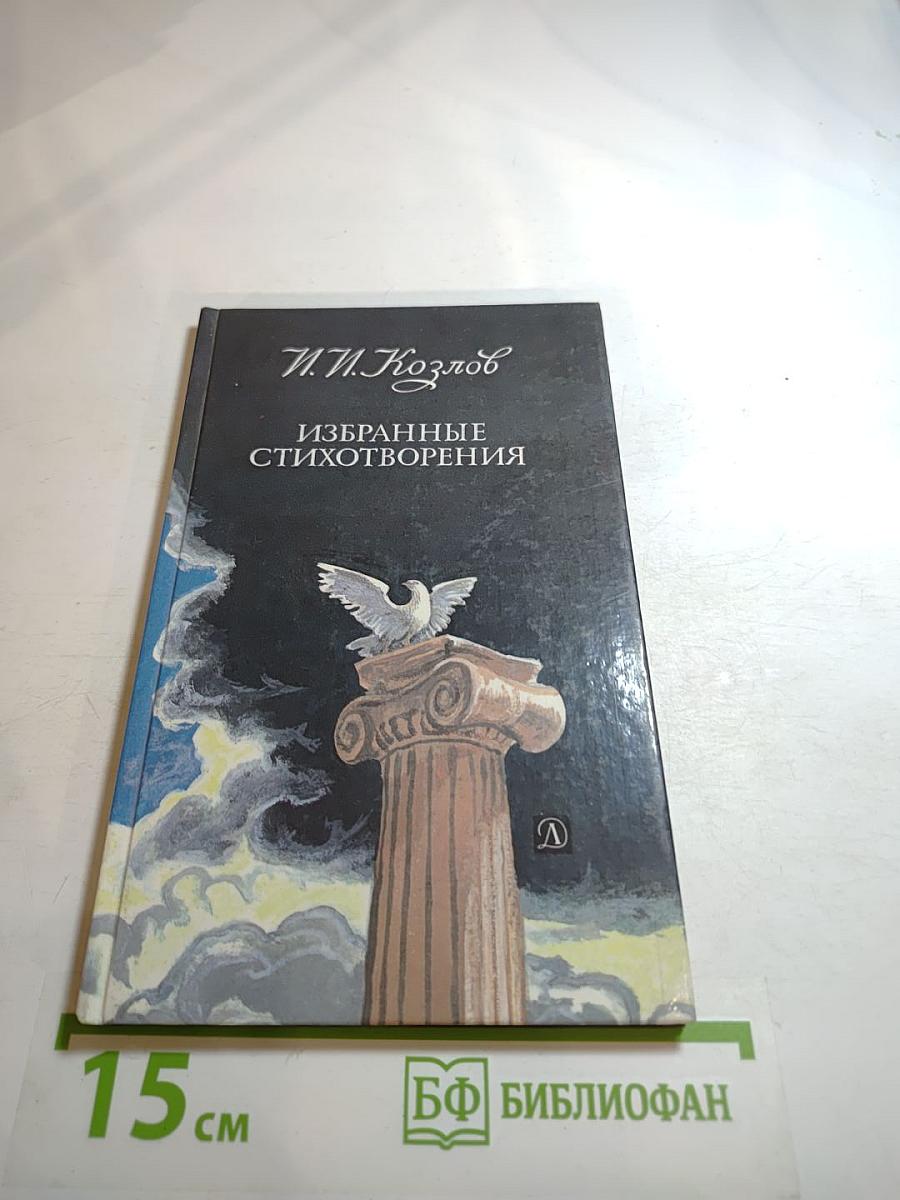 И.И.Козлов
ИЗБРАННЫЕ
СТИХОТВОРЕНИЯ
Д
15 см
БФ БИБЛИОФАН